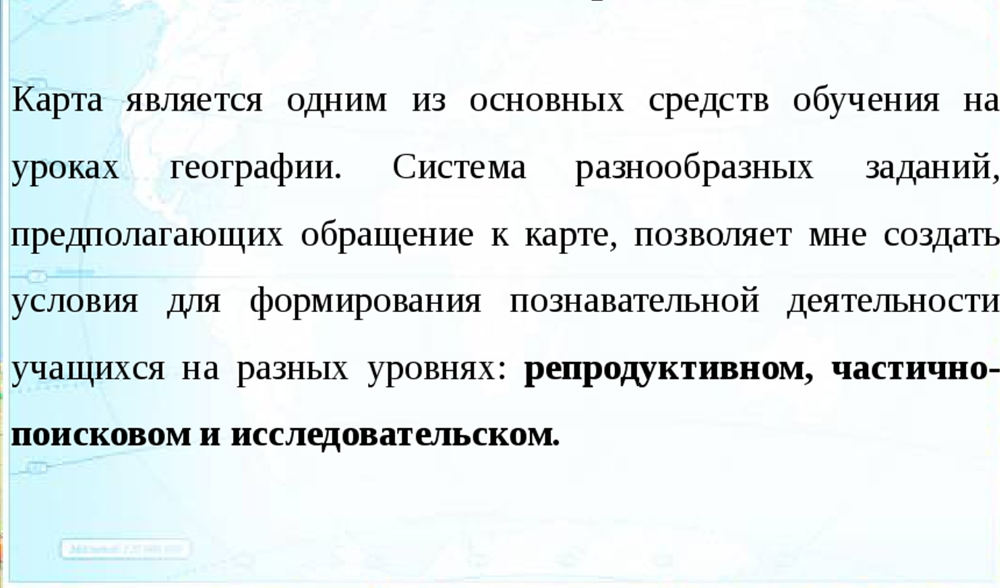 Карта является одним из основных средств обучения на
уроках географии. Система разнообразных заданий,
предполагающих обращение к карте, позволяет мне создать
условия для формирования познавательной деятельности
учащихся на разных уровнях: репродуктивном, частично-
поисковом и исследовательском.